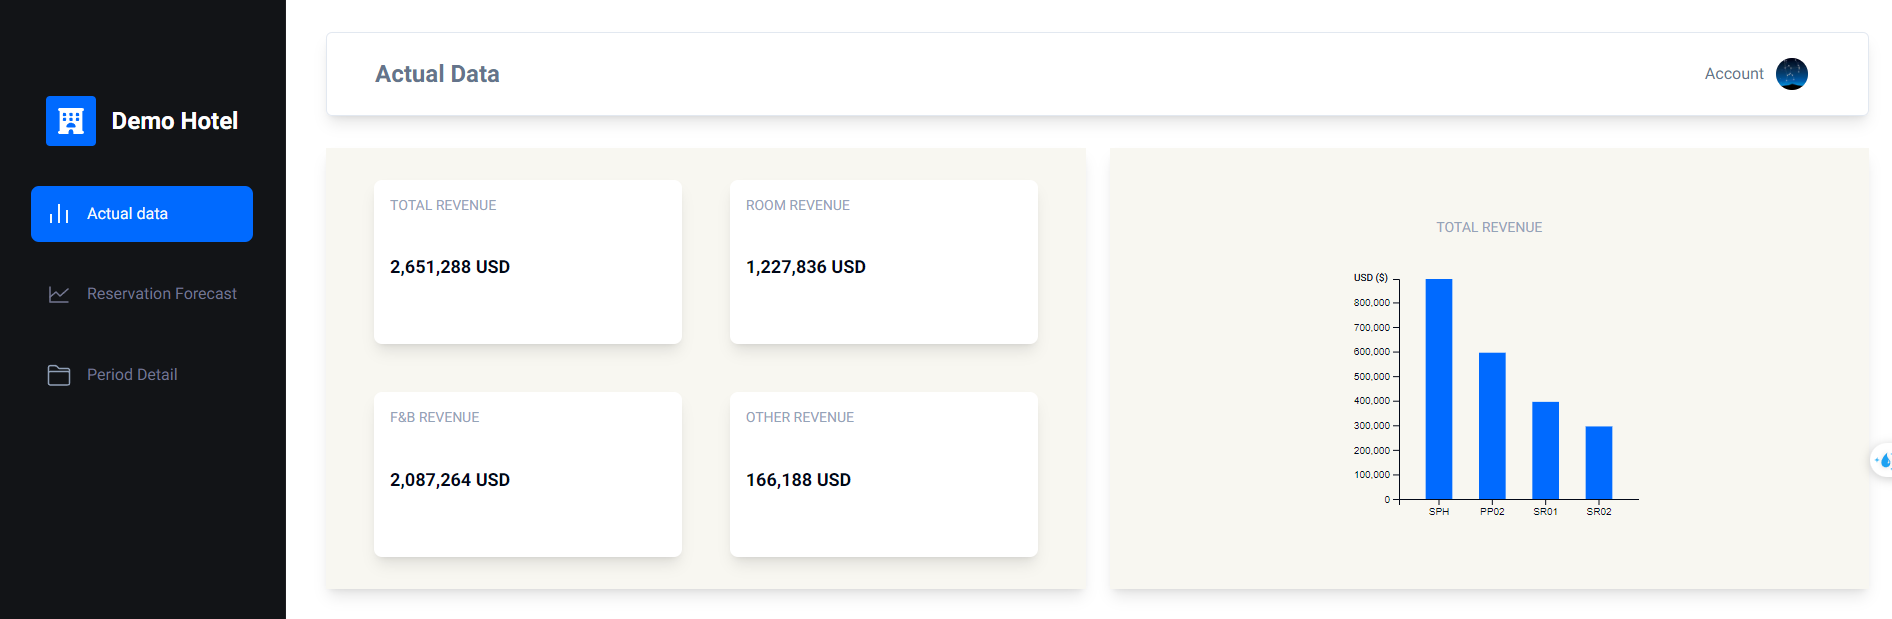 Demo Hotel
Actual data
Reservation Forecast
Period Detail
Actual Data
Account
TOTAL REVENUE
2,651,288 USD
ROOM REVENUE
1,227,836 USD
F&B REVENUE
2,087,264 USD
OTHER REVENUE
166,188 USD
TOTAL REVENUE
USD ($)
800,000
700,000
600,000
500,000
400,000
300,000
200,000
100,000
0
SPH PP02 SR01 SR02